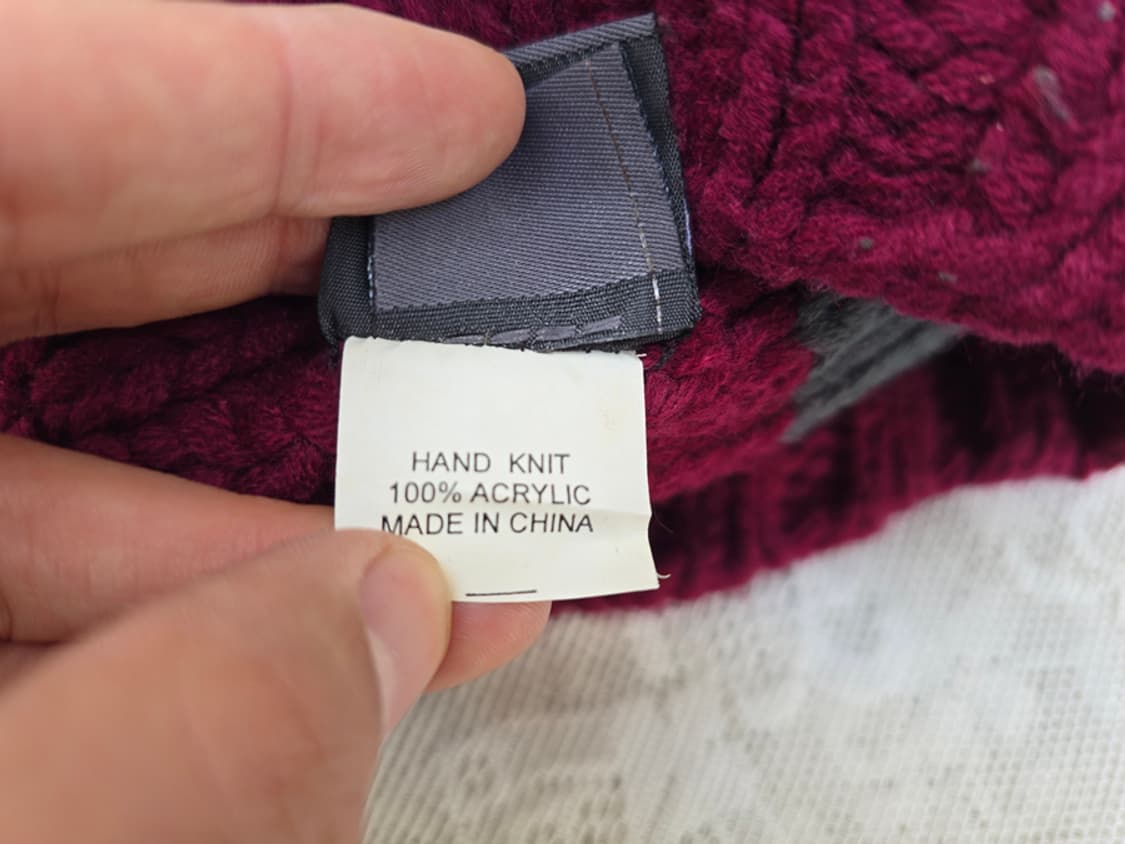 HAND KNIT
100% ACRYLIC
MADE IN CHINA